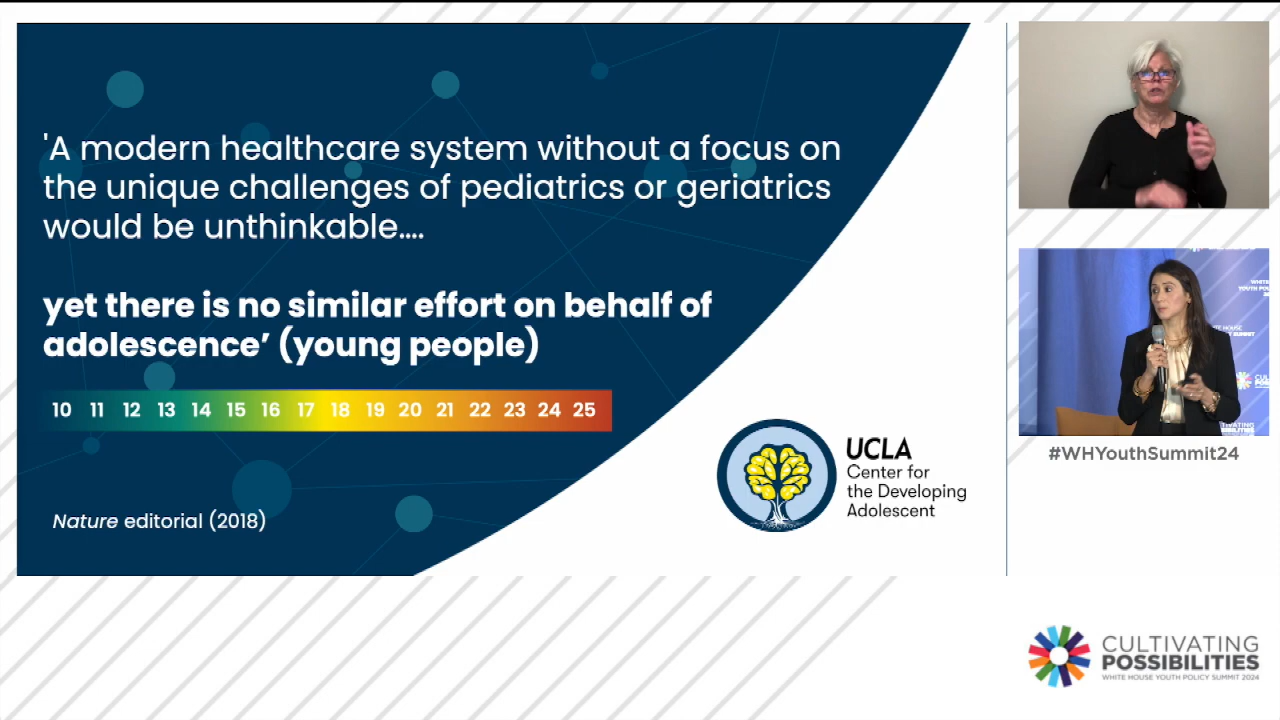 'A modern healthcare system without a focus on
the unique challenges of pediatrics or geriatrics
would be unthinkable....
yet there is no similar effort on behalf of
adolescence’ (young people)
10 11 12 13 14 15 16 17 18 19 20 21 22 23 24 25
Nature editorial (2018)
UCLA
Center for
the Developing
Adolescent
#WHYouthSummit24
CULTIVATING
POSSIBILITIES
WHITE HOUSE YOUTH POLICY SUMMIT 2024